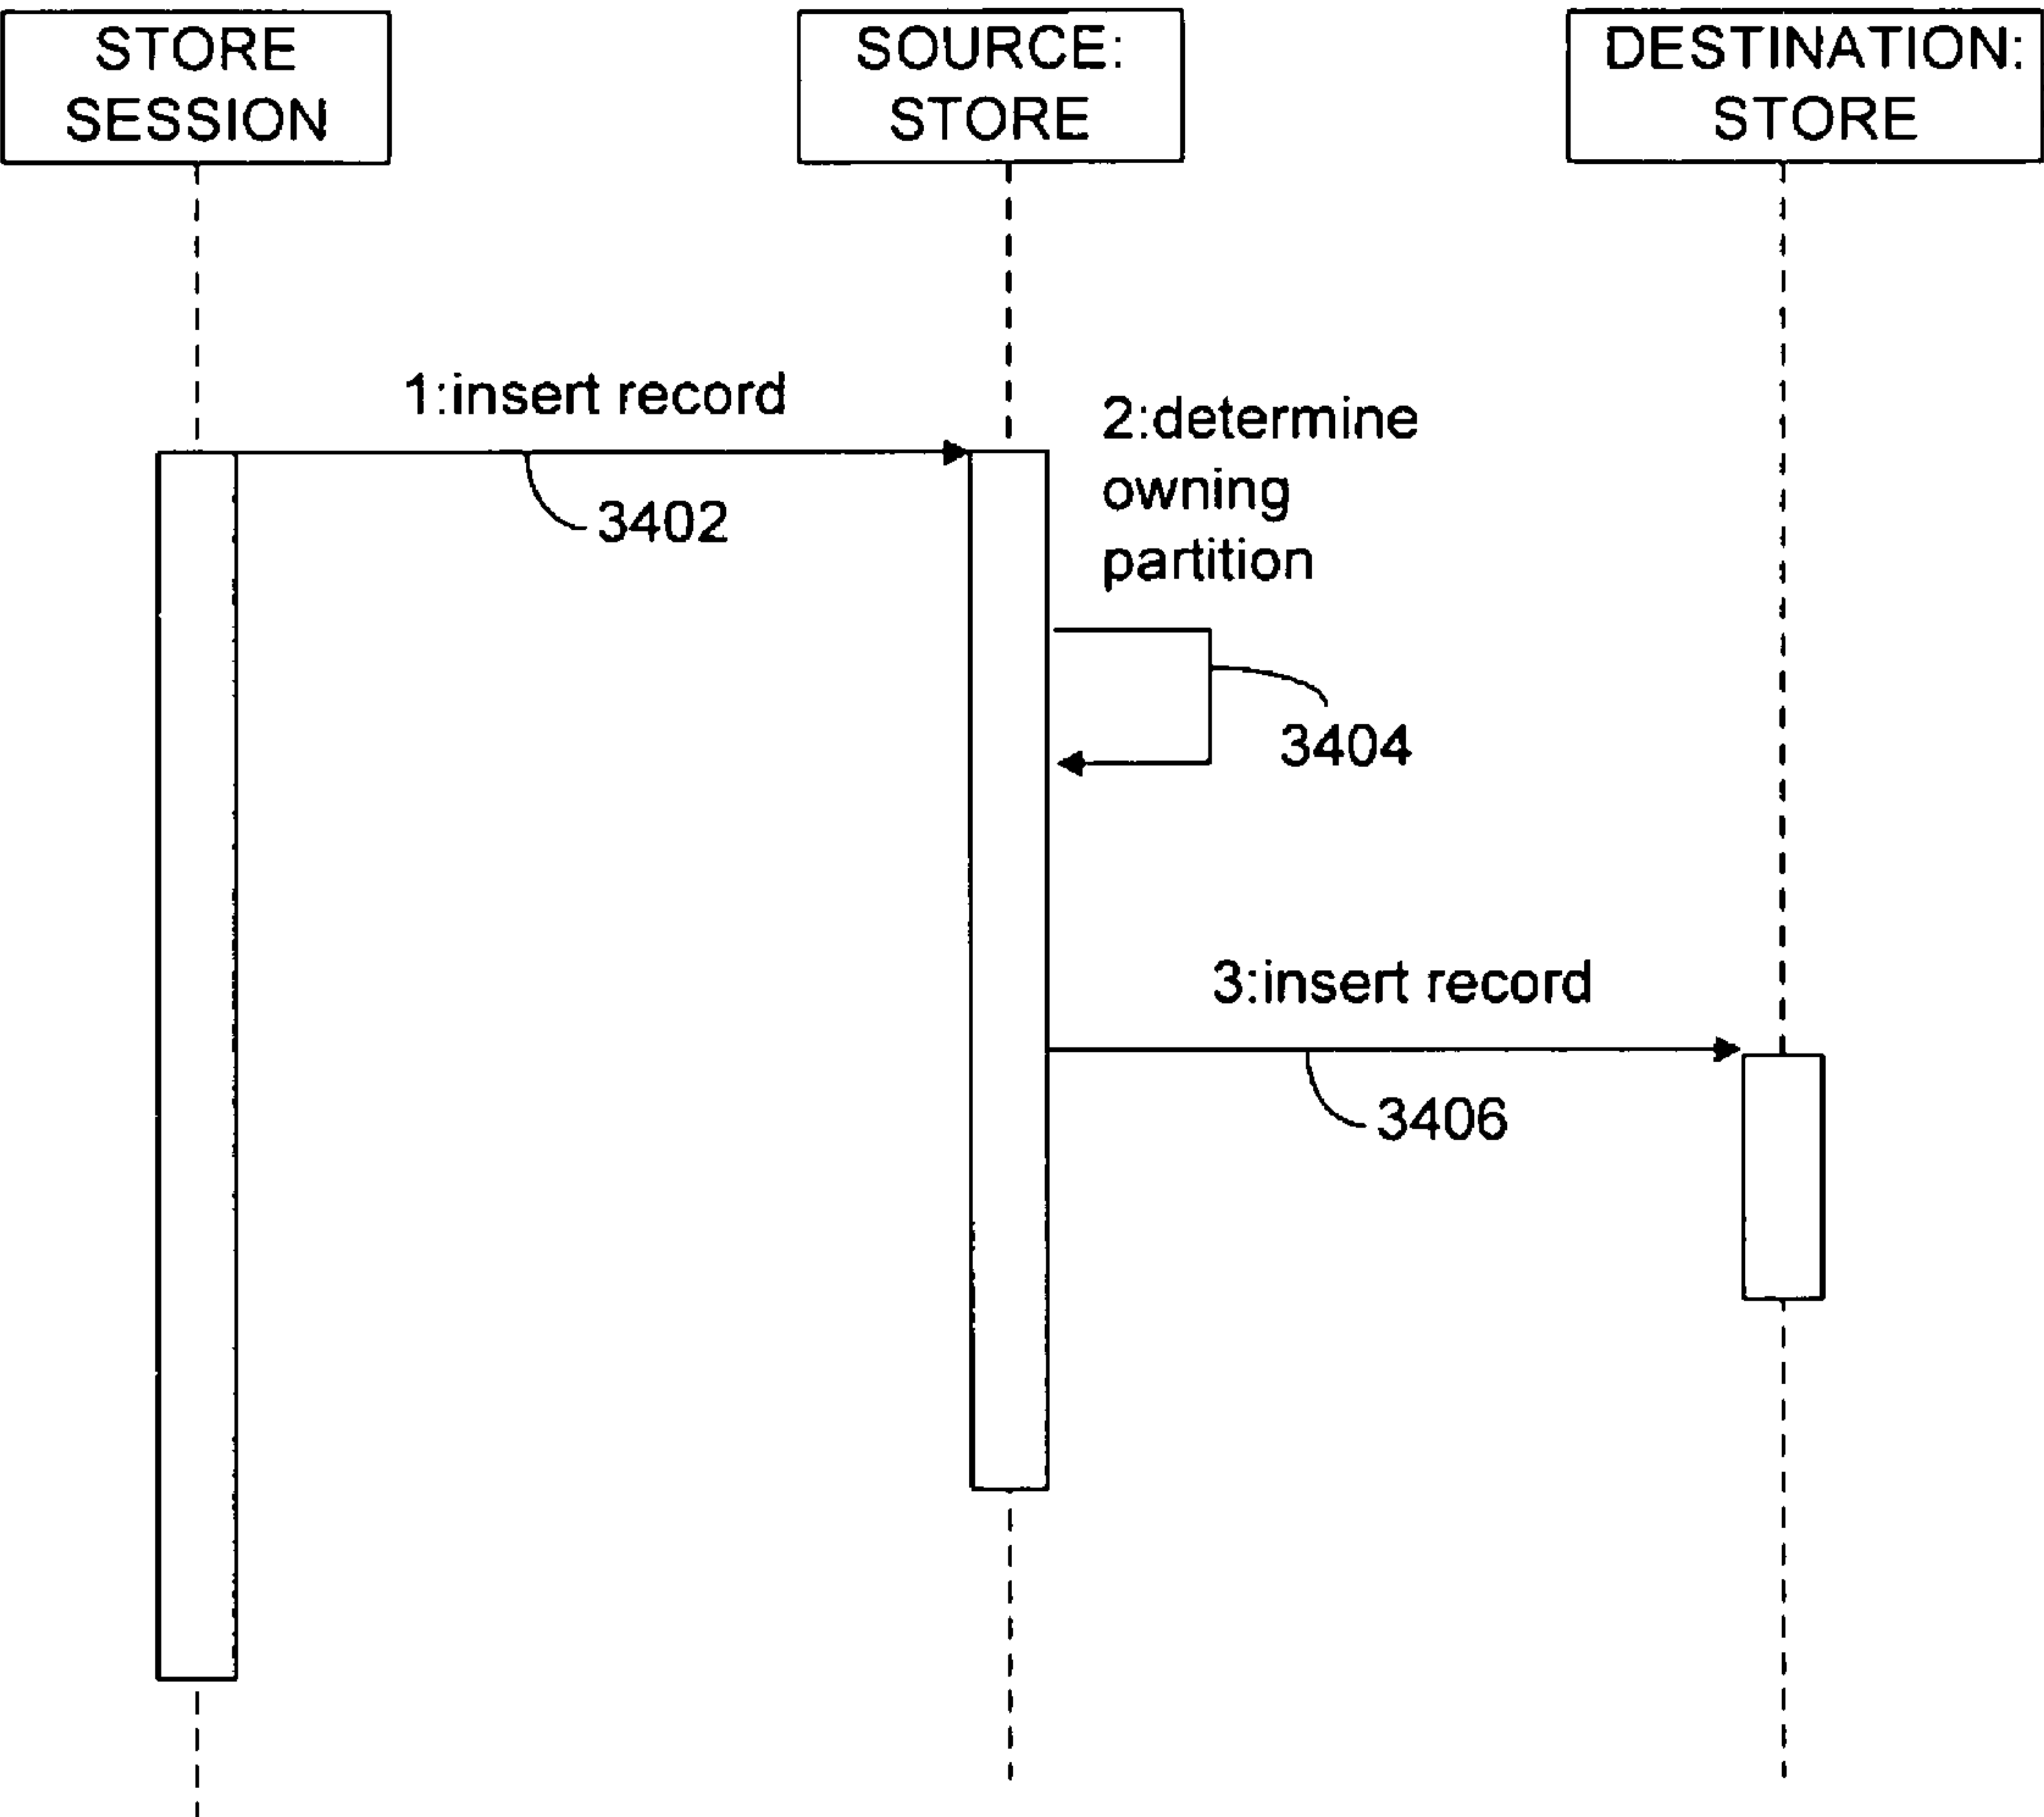 STORE
SESSION
SOURCE:
STORE
DESTINATION:
STORE
1:insert record
3402
2:determine
owning
partition
3404
3:insert record
3406